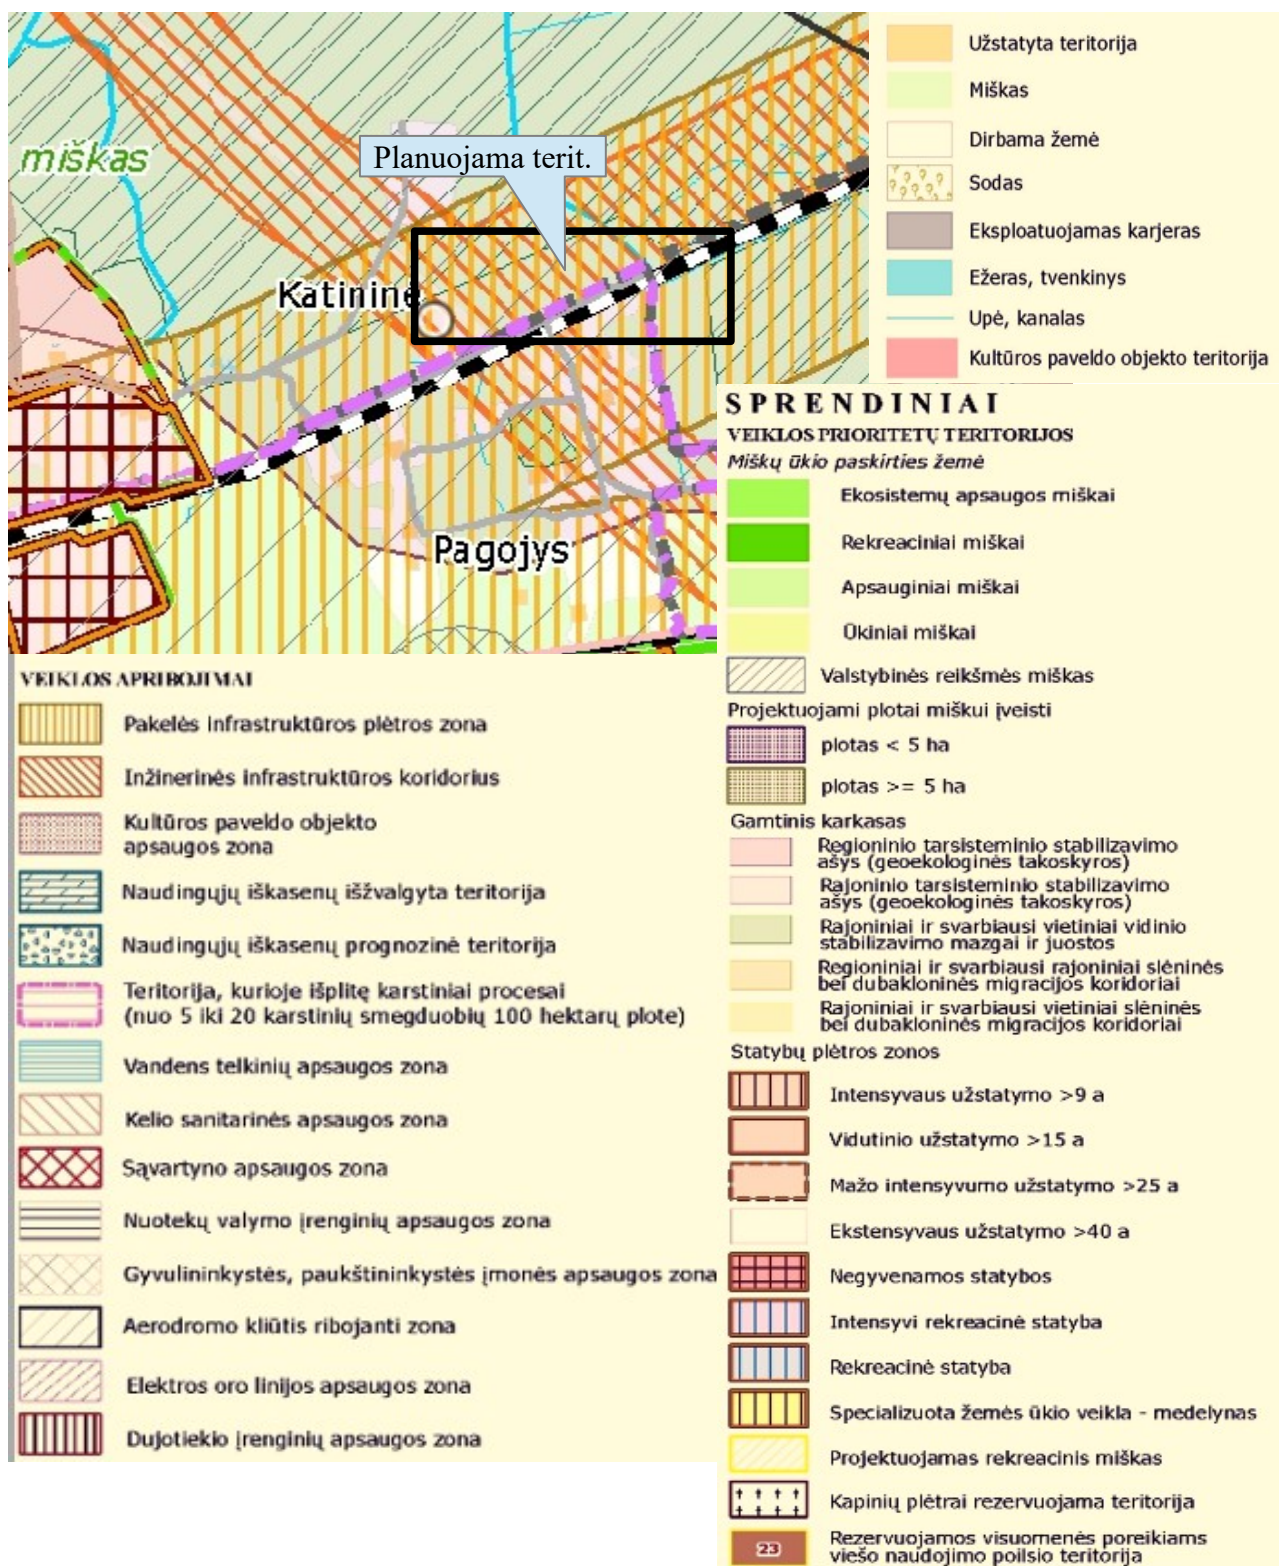 miškas
Planuojama terit.
Katininė
Pagojys
Užstatyta teritorija
Miškas
Dirbama žemė
Sodas
Eksploatuojamas karjeras
Ežeras, tvenkinys
Upė, kanalas
Kultūros paveldo objekto teritorija
SPRENDINIAI
VEIKLOS PRIORITETŲ TERITORIJOS
Miškų ūkio paskirties žemė
Ekosistemų apsaugos miškai
Rekreaciniai miškai
Apsauginiai miškai
Ūkiniai miškai
Valstybinės reikšmės miškas
Projektuojami plotai miškui įveisti
plotas < 5 ha
plotas >= 5 ha
Gamtinis karkasas
Regioninio tarsisteminio stabilizavimo
ašys (geoekologinės takoskyros)
Rajoninio tarsisteminio stabilizavimo
ašys (geoekologinės takoskyros)
Rajoniniai ir svarbiausi vietiniai vidinio
stabilizavimo mazgai ir juostos
Regioniniai ir svarbiausi rajoniniai slėninės
bei dubakloninės migracijos koridoriai
Rajoniniai ir svarbiausi vietiniai slėninės
bei dubakloninės migracijos koridoriai
Statybų plėtros zonos
Intensyvaus užstatymo >9 a
Vidutinio užstatymo >15 a
Mažo intensyvumo užstatymo >25 a
Ekstensyvaus užstatymo >40 a
Negyvenamos statybos
Intensyvi rekreacinė statyba
Rekreacinė statyba
Specializuota žemės ūkio veikla - medelynas
Projektuojamas rekreacinis miškas
Kapinių plėtrai rezervuojama teritorija
23
Rezervuojamos visuomenės poreikiams
viešo naudojimo poilsio teritorija
VEIKLOS APRIBOJIMAI
Pakelės infrastruktūros plėtros zona
Inžinerinės infrastruktūros koridorius
Kultūros paveldo objekto
apsaugos zona
Naudingųjų iškasenų išžvalgyta teritorija
Naudingųjų iškasenų prognozinė teritorija
Teritorija, kurioje išplitę karstiniai procesai
(nuo 5 iki 20 karstinių smegduobių 100 hektarų plote)
Vandens telkinių apsaugos zona
Kelio sanitarinės apsaugos zona
Sąvartyno apsaugos zona
Nuotekų valymo įrenginių apsaugos zona
Gyvulininkystės, paukštininkystės įmonės apsaugos zona
Aerodromo kliūtis ribojanti zona
Elektros oro linijos apsaugos zona
Dujotiekio įrenginių apsaugos zona